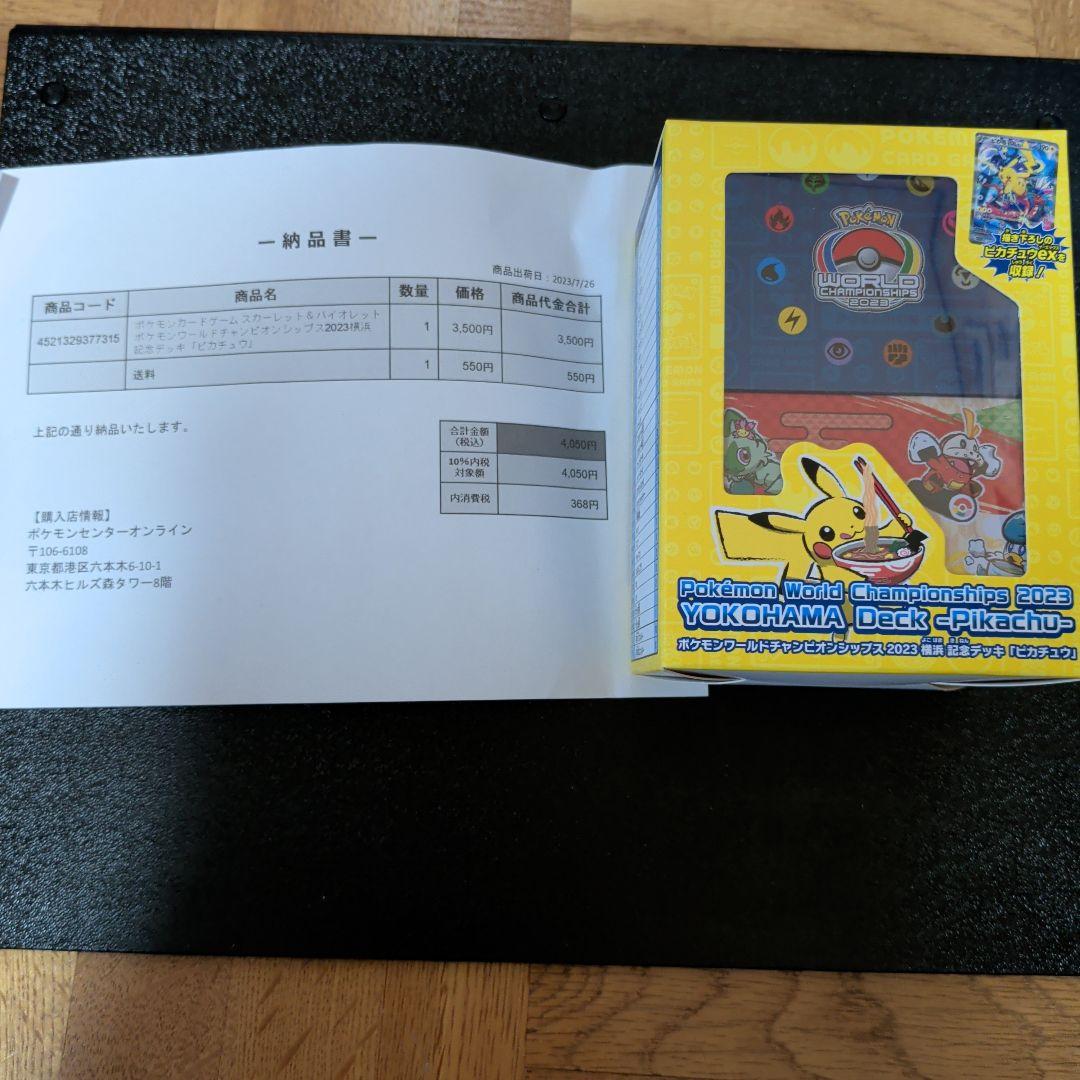 ー納品書ー
商品出荷日：2023/7/26
商品コード 商品名 数量 価格 商品代金合計
4521329377315 ポケモンカードゲーム スカーレット＆バイオレット
ポケモンワールドチャンピオンシップス2023横浜
記念デッキ「ピカチュウ」 1 3,500円 3,500円
送料 1 550円 550円
上記の通り納品いたします。
合計金額
（税込） 4,050円
10%内税
対象額 4,050円
内消費税 368円
【購入店情報】
ポケモンセンターオンライン
〒106-6108
東京都港区六本木6-10-1
六本木ヒルズ森タワー8階
POKÉMON
CARD GAME
描き下ろしの
ピカチュウexを
収録！
Pokémon
WORLD
CHAMPIONSHIPS
2023
Pokémon World Championships 2023
YOKOHAMA Deck -Pikachu-
ポケモンワールドチャンピオンシップス 2023 横浜 記念デッキ「ピカチュウ」